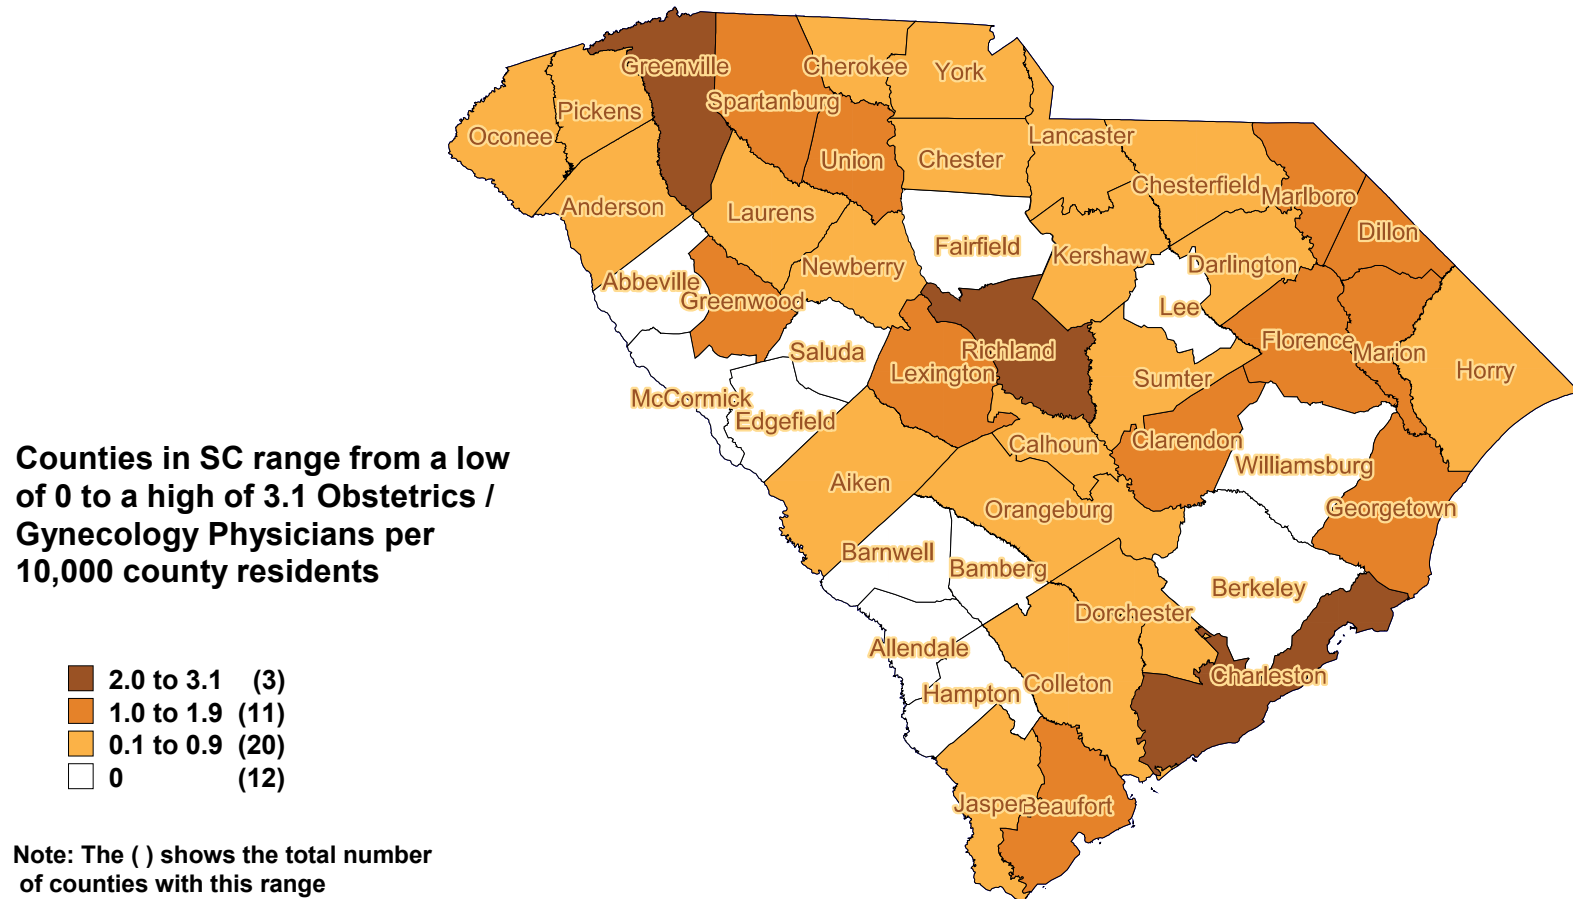 Greenville
Cherokee
York
Spartanburg
Pickens
Oconee
Union
Chester
Lancaster
Chesterfield
Marlboro
Anderson
Laurens
Dillon
Fairfield
Kershaw
Newberry
Darlington
Abbeville
Greenwood
Lee
Saluda
Richland
Florence
Marion
Lexington
Sumter
Horry
McCormick
Edgefield
Calhoun
Clarendon
Williamsburg
Aiken
Orangeburg
Georgetown
Barnwell
Bamberg
Berkeley
Dorchester
Allendale
Charleston
Hampton
Colleton
Jasper
Beaufort
Counties in SC range from a low
of 0 to a high of 3.1 Obstetrics /
Gynecology Physicians per
10,000 county residents
2.0 to 3.1 (3)
1.0 to 1.9 (11)
0.1 to 0.9 (20)
0 (12)
Note: The ( ) shows the total number
of counties with this range